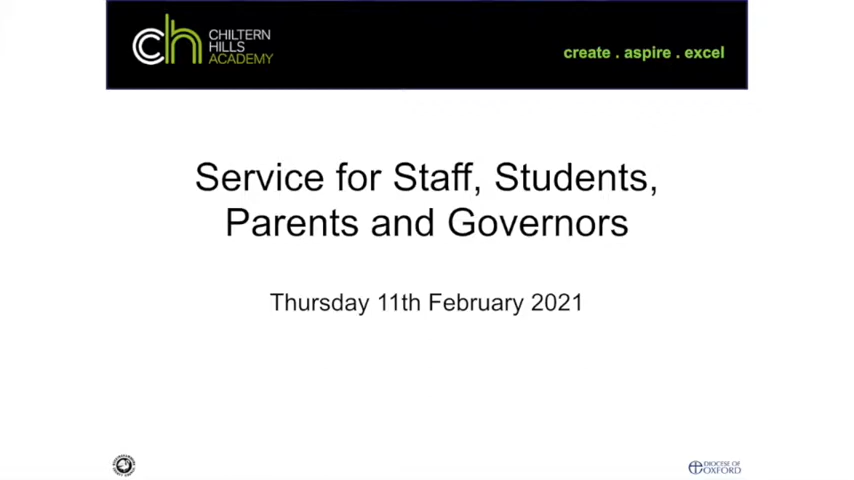 ch CHILTERN
HILLS
ACADEMY
create . aspire . excel
Service for Staff, Students,
Parents and Governors
Thursday 11th February 2021
DIOCESE OF
OXFORD